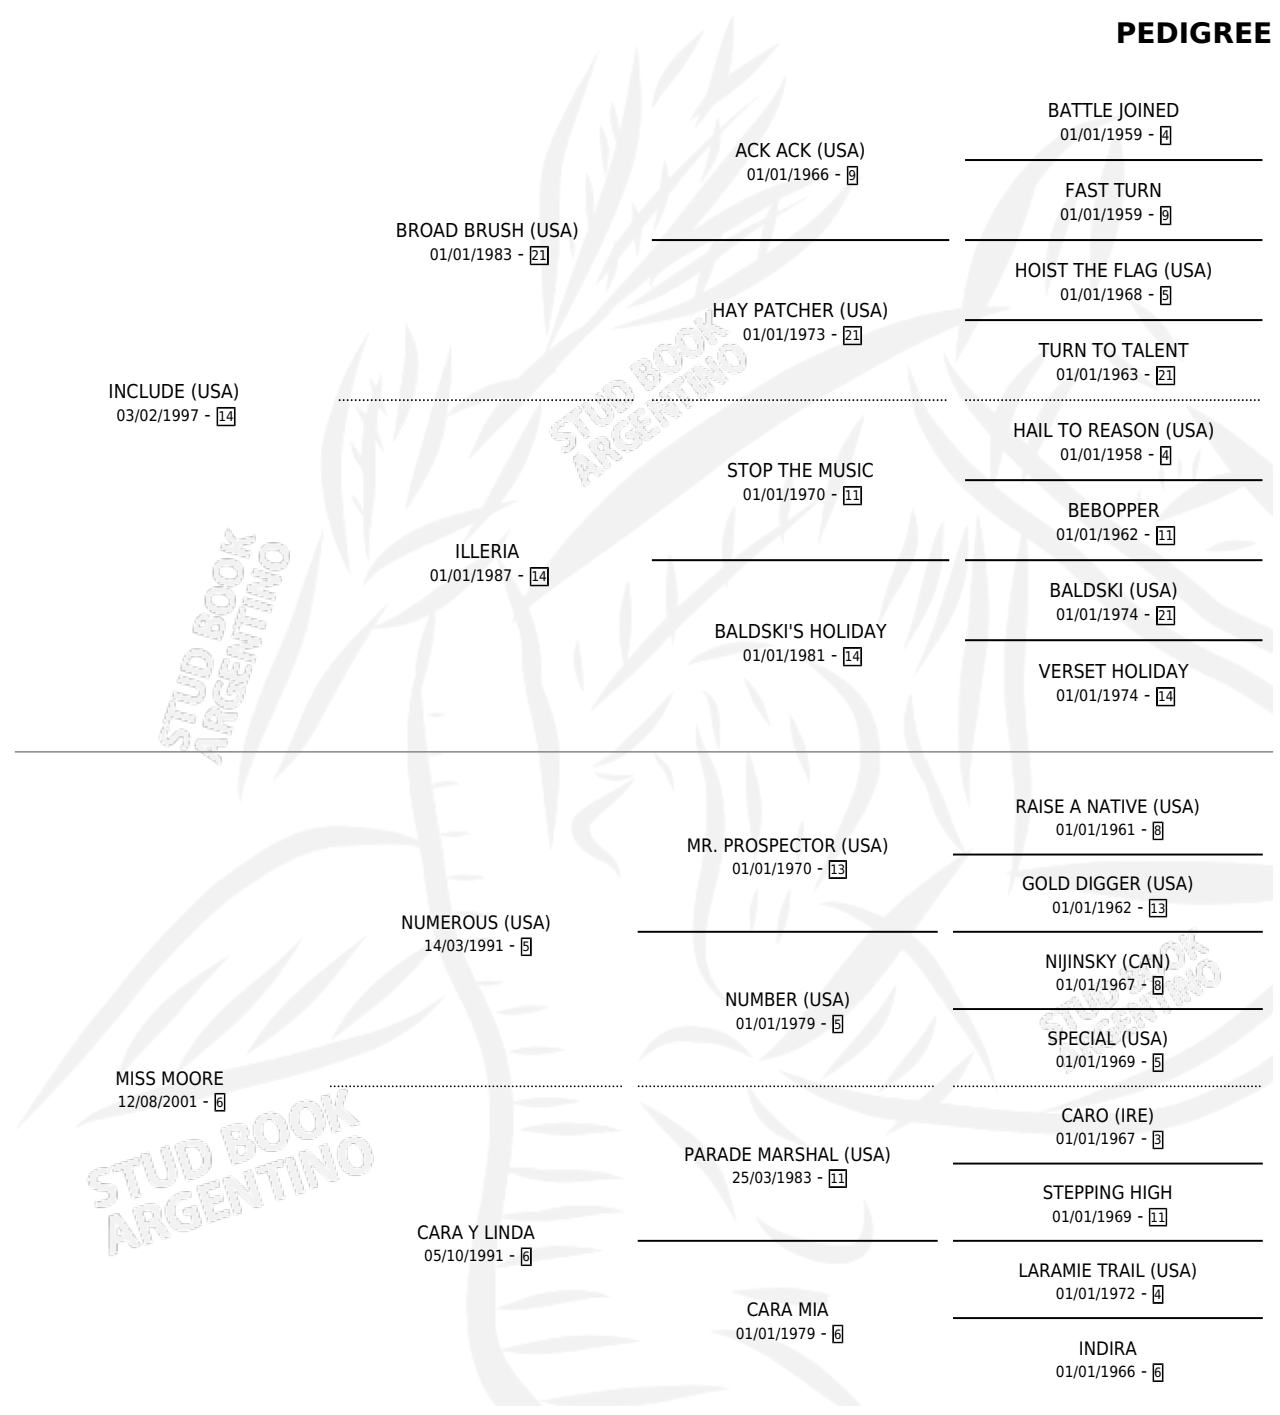 PEDIGREE
BATTLE JOINED
01/01/1959 - 4
ACK ACK (USA)
01/01/1966 - 9
FAST TURN
01/01/1959 - 9
BROAD BRUSH (USA)
01/01/1983 - 21
HOIST THE FLAG (USA)
01/01/1968 - 5
HAY PATCHER (USA)
01/01/1973 - 21
TURN TO TALENT
01/01/1963 - 21
INCLUDE (USA)
03/02/1997 - 14
STUD BOOK
ARGENTINO
HAIL TO REASON (USA)
01/01/1958 - 4
STOP THE MUSIC
01/01/1970 - 11
BEBOPPER
01/01/1962 - 11
ILLERIA
01/01/1987 - 14
BALDSKI (USA)
01/01/1974 - 21
BALDSKI'S HOLIDAY
01/01/1981 - 14
VERSET HOLIDAY
01/01/1974 - 14
STUD BOOK
ARGENTINO
RAISE A NATIVE (USA)
01/01/1961 - 8
MR. PROSPECTOR (USA)
01/01/1970 - 13
GOLD DIGGER (USA)
01/01/1962 - 13
NUMEROUS (USA)
14/03/1991 - 5
NIJINSKY (CAN)
01/01/1967 - 8
NUMBER (USA)
01/01/1979 - 5
STUD BOOK
ARGENTINO
SPECIAL (USA)
01/01/1969 - 5
MISS MOORE
12/08/2001 - 6
CARO (IRE)
01/01/1967 - 3
PARADE MARSHAL (USA)
25/03/1983 - 11
STEPPING HIGH
01/01/1969 - 11
STUD BOOK
ARGENTINO
CARA Y LINDA
05/10/1991 - 6
LARAMIE TRAIL (USA)
01/01/1972 - 4
CARA MIA
01/01/1979 - 6
INDIRA
01/01/1966 - 6